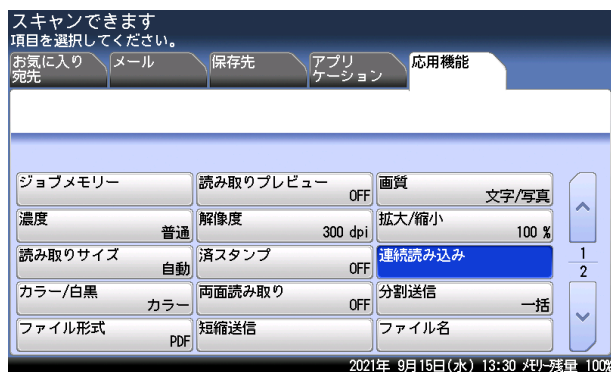 スキャンできます
項目を選択してください。
お気に入り
宛先
メール
保存先
アプリ
ケーション
応用機能
ジョブメモリー
読み取りプレビュー
OFF
画質
文字/写真
濃度
普通
解像度
300 dpi
拡大/縮小
100 %
読み取りサイズ
自動
済スタンプ
OFF
連続読み込み
1
2
カラー/白黒
カラー
両面読み取り
OFF
分割送信
一括
ファイル形式
PDF
短縮送信
ファイル名
2021年 9月15日(水) 13:30 メモリー残量 100%